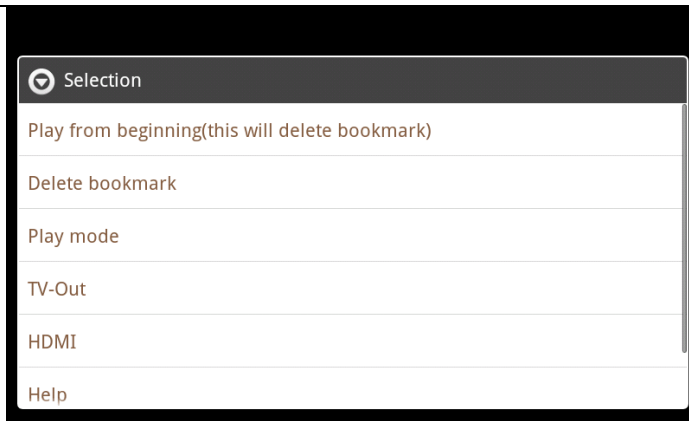 Selection
Play from beginning(this will delete bookmark)
Delete bookmark
Play mode
TV-Out
HDMI
Help